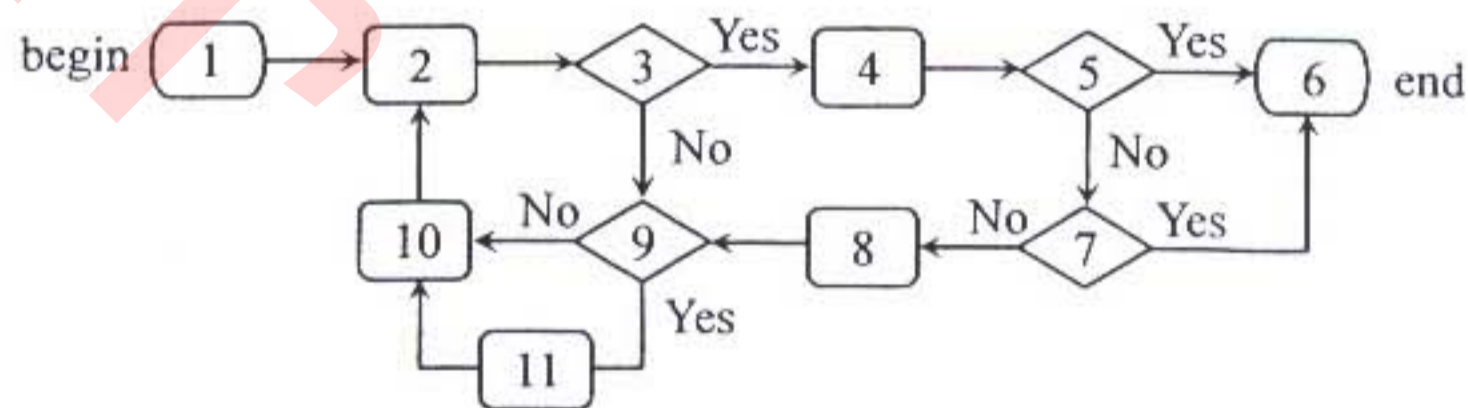 begin 1 2 3 Yes 4 5 Yes 6 end
No No
10 No 9 8 No 7 Yes
Yes
11